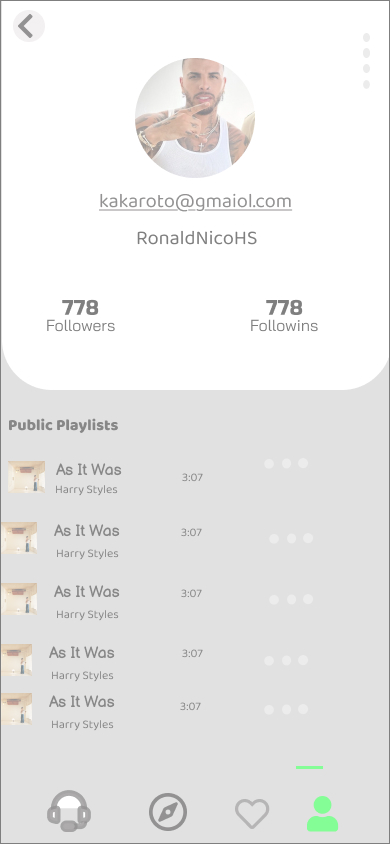 kakaroto@gmaiol.com
RonaldNicoHS
778 778
Followers Followins
Public Playlists
As It Was 3:07
Harry Styles
As It Was 3:07
Harry Styles
As It Was 3:07
Harry Styles
As It Was 3:07
Harry Styles
As It Was 3:07
Harry Styles